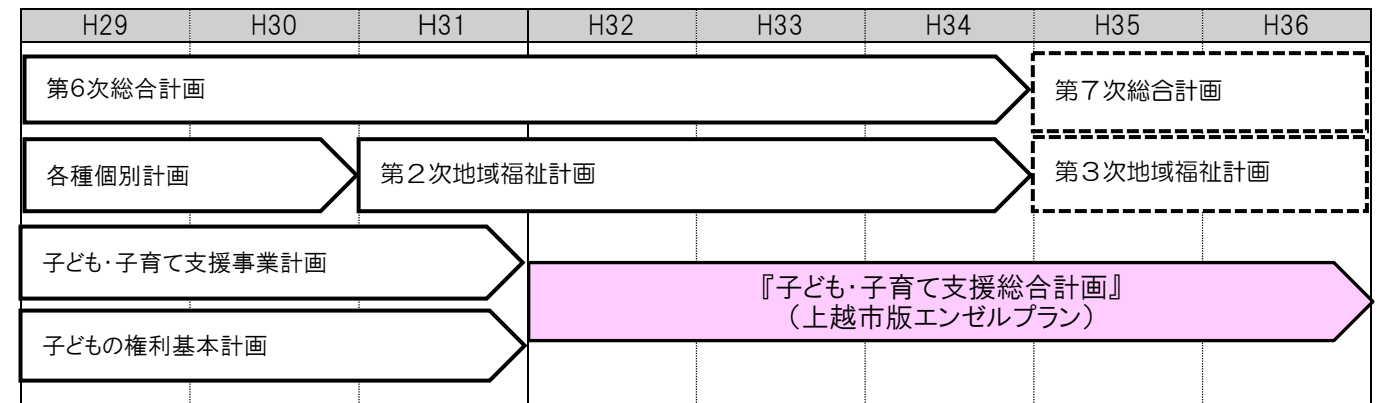 H29 H30 H31 H32 H33 H34 H35 H36
第6次総合計画 第７次総合計画
各種個別計画 第２次地域福祉計画 第３次地域福祉計画
子ども・子育て支援事業計画
『子ども・子育て支援総合計画』
（上越市版エンゼルプラン）
子どもの権利基本計画